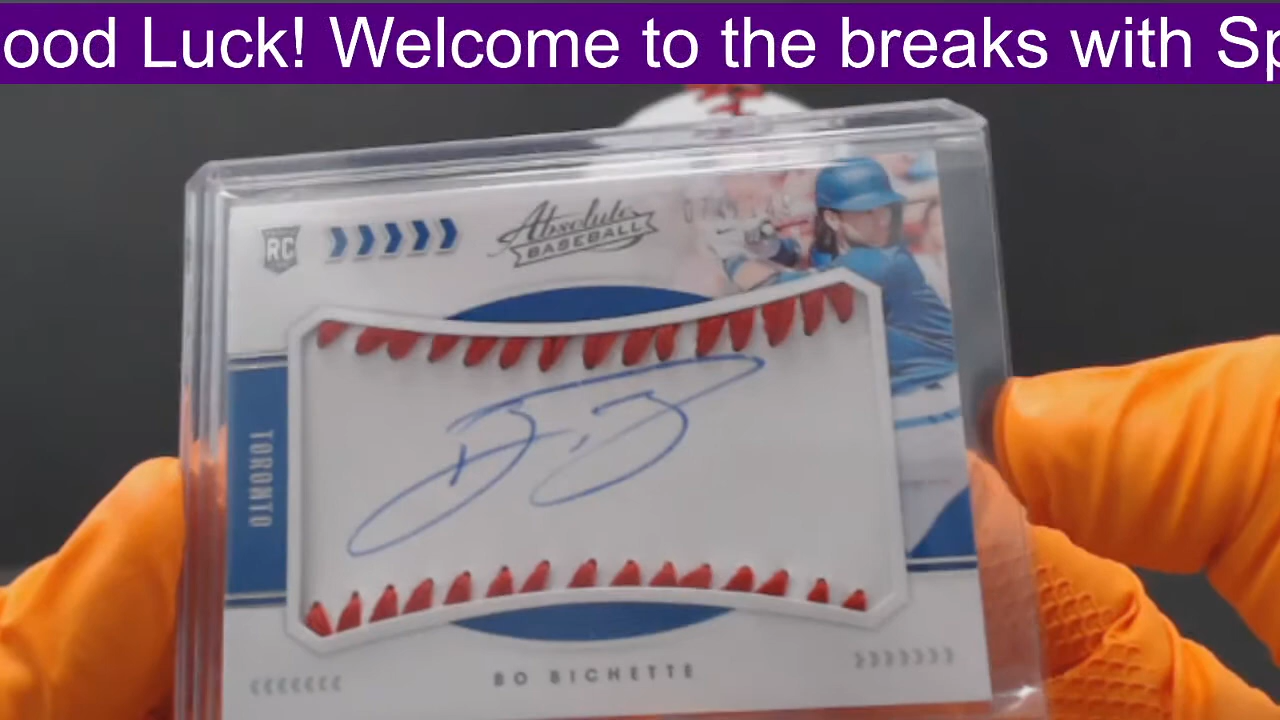 ood Luck! Welcome to the breaks with Sp
RC
Absolute
BASEBALL
TORONTO
BO BICHETTE